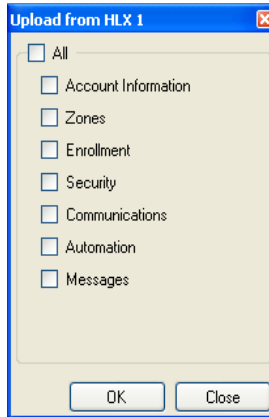 Upload from HLX 1
All
Account Information
Zones
Enrollment
Security
Communications
Automation
Messages
OK Close